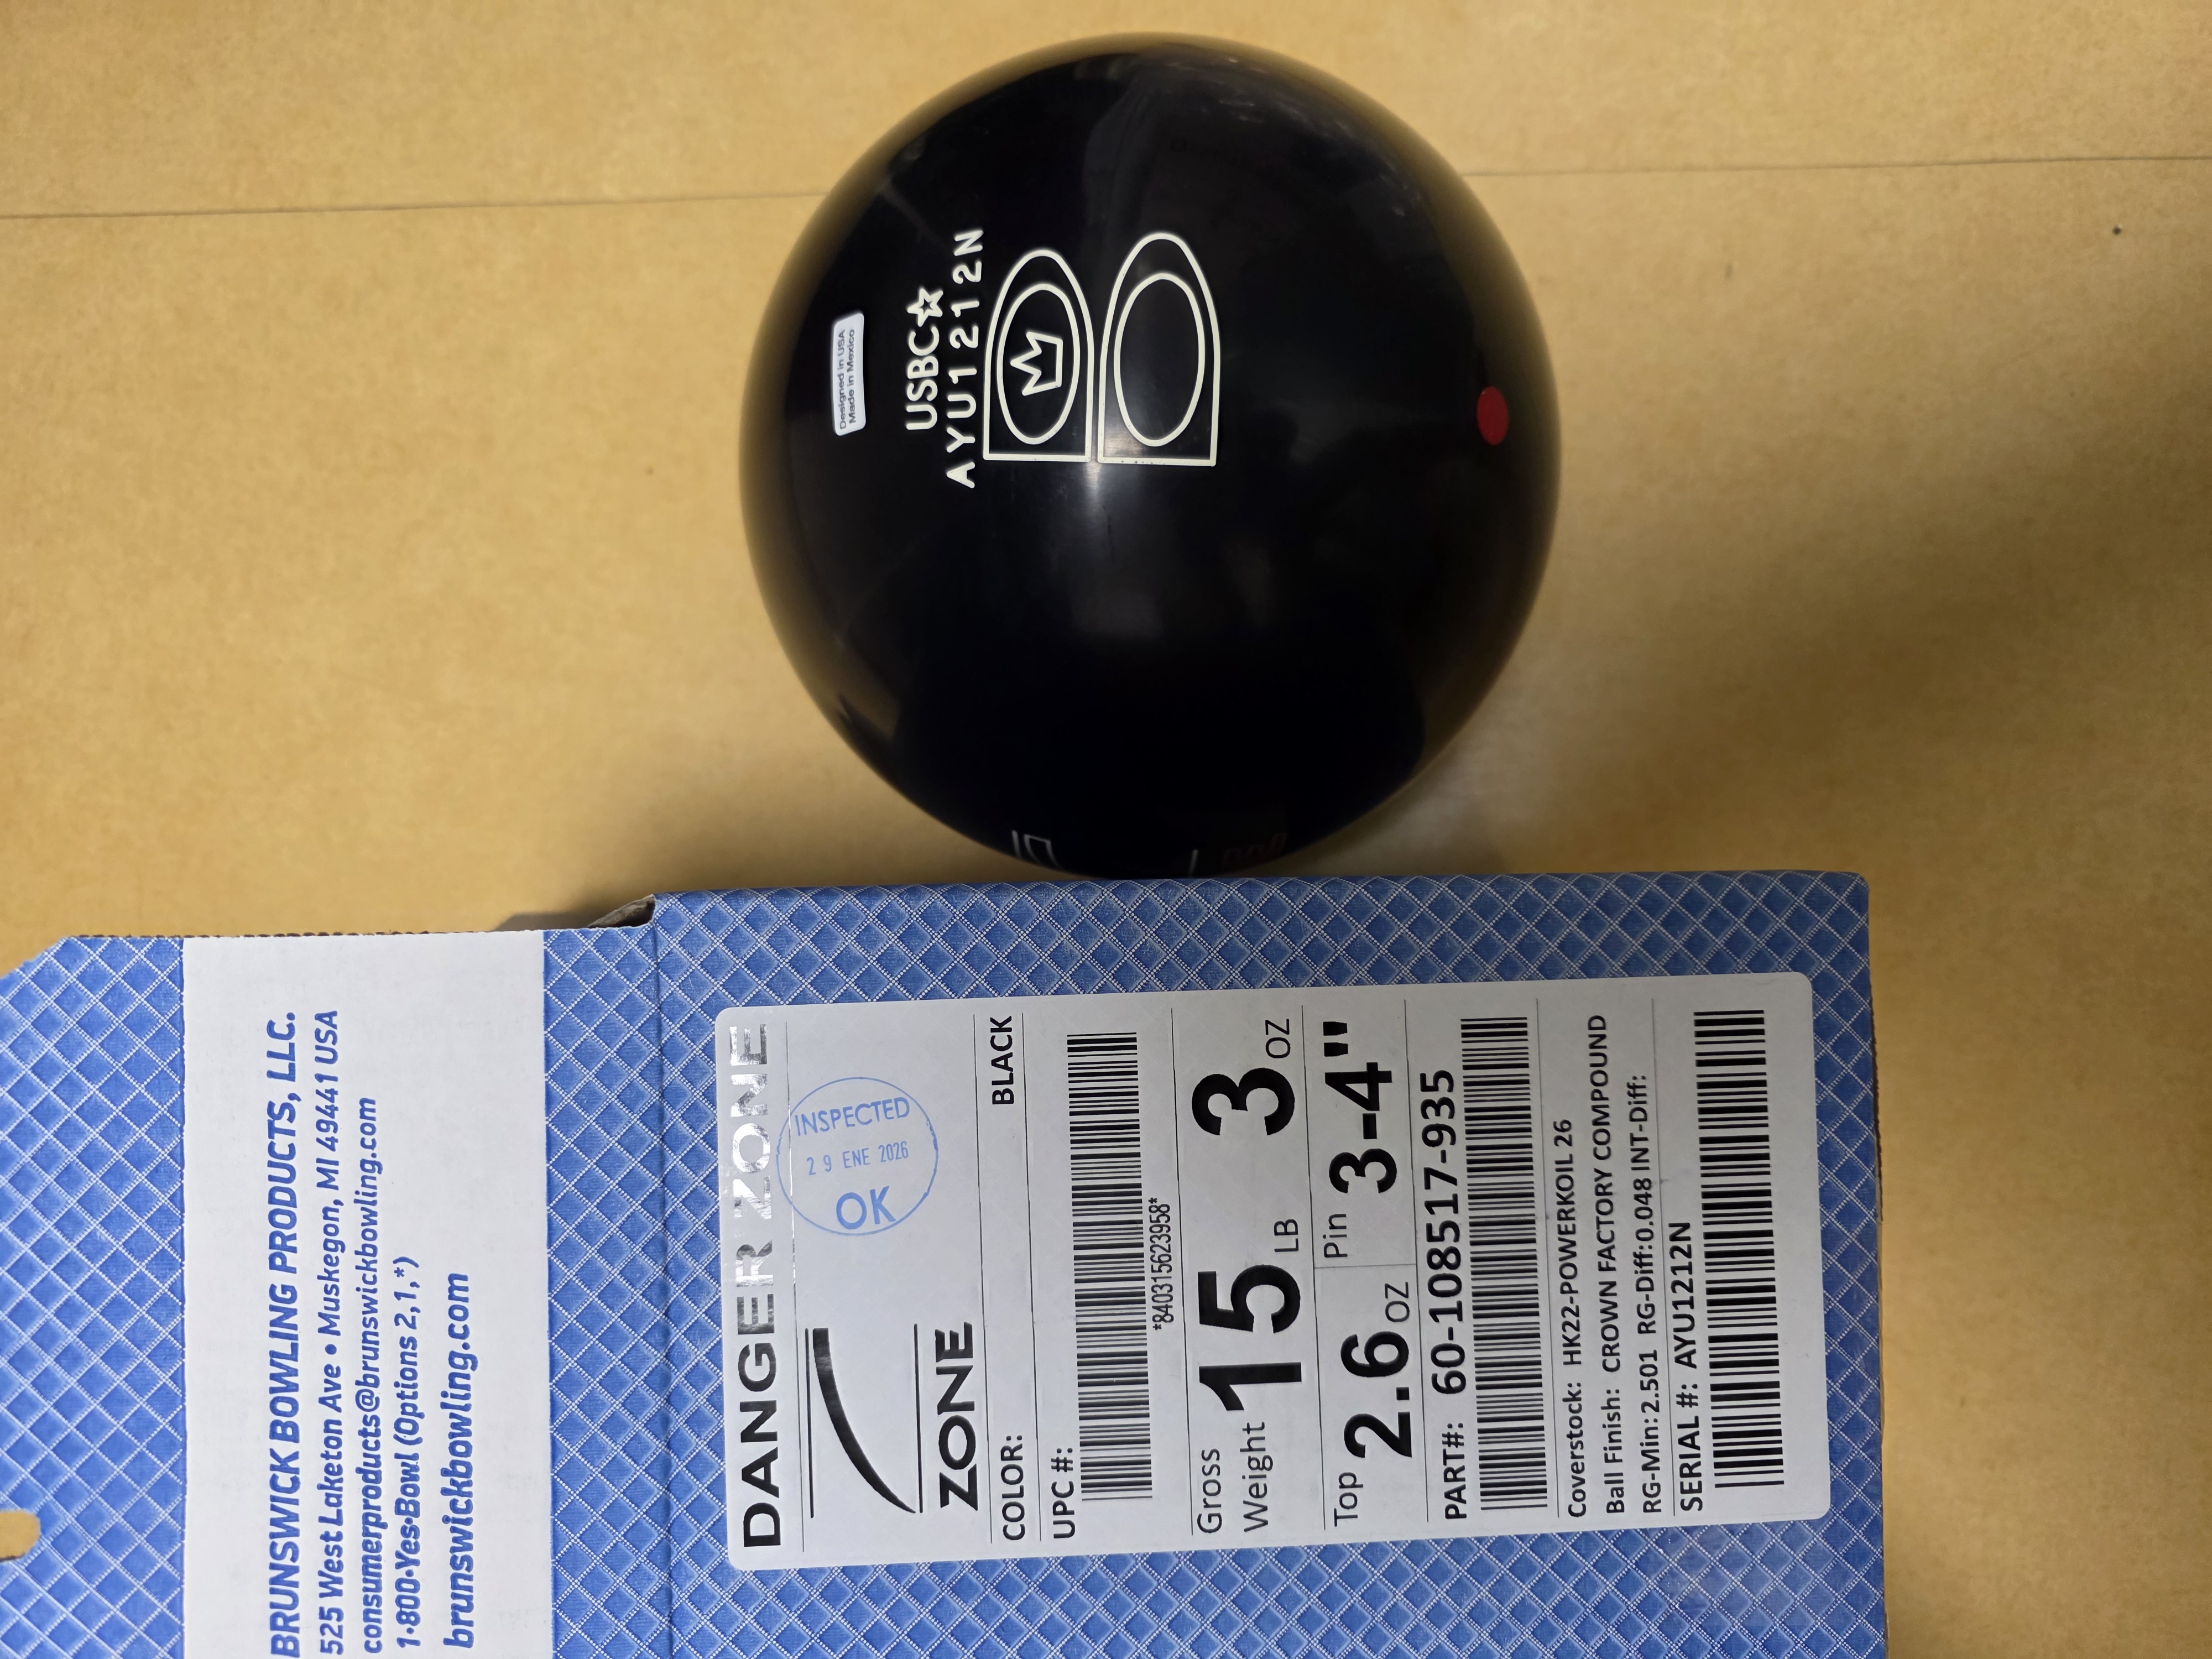 Designed in USA
Made in Mexico
USBC☆
AYU1212N
BRUNSWICK BOWLING PRODUCTS, LLC.
525 West Laketon Ave • Muskegon, MI 49441 USA
consumerproducts@brunswickbowling.com
1-800-Yes-Bowl (Options 2,1,*)
brunswickbowling.com
DANGER ZONE
INSPECTED
29 ENE 2026
OK
ZONE
COLOR: BLACK
UPC #:
*840315623958*
Gross Weight 15 LB 3 OZ
Top 2.6 OZ Pin 3-4"
PART#: 60-108517-935
Coverstock: HK22-POWERKOIL 26
Ball Finish: CROWN FACTORY COMPOUND
RG-Min:2.501 RG-Diff:0.048 INT-Diff:
SERIAL #: AYU1212N